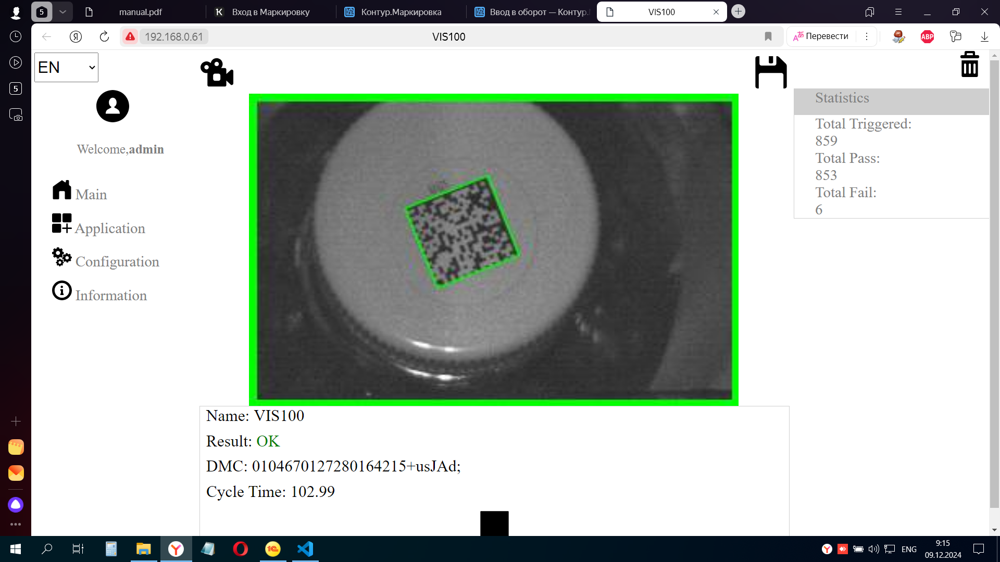 5
manual.pdf
Вход в Маркировку
Контур.Маркировка
Ввод в оборот — Контур.
VIS100
192.168.0.61
VIS100
Перевести
ABP
5
EN
Welcome,admin
Main
Application
Configuration
Information
Statistics
Total Triggered:
859
Total Pass:
853
Total Fail:
6
Name: VIS100
Result: OK
DMC: 0104670127280164215+usJAd;
Cycle Time: 102.99
ENG
9:15
09.12.2024